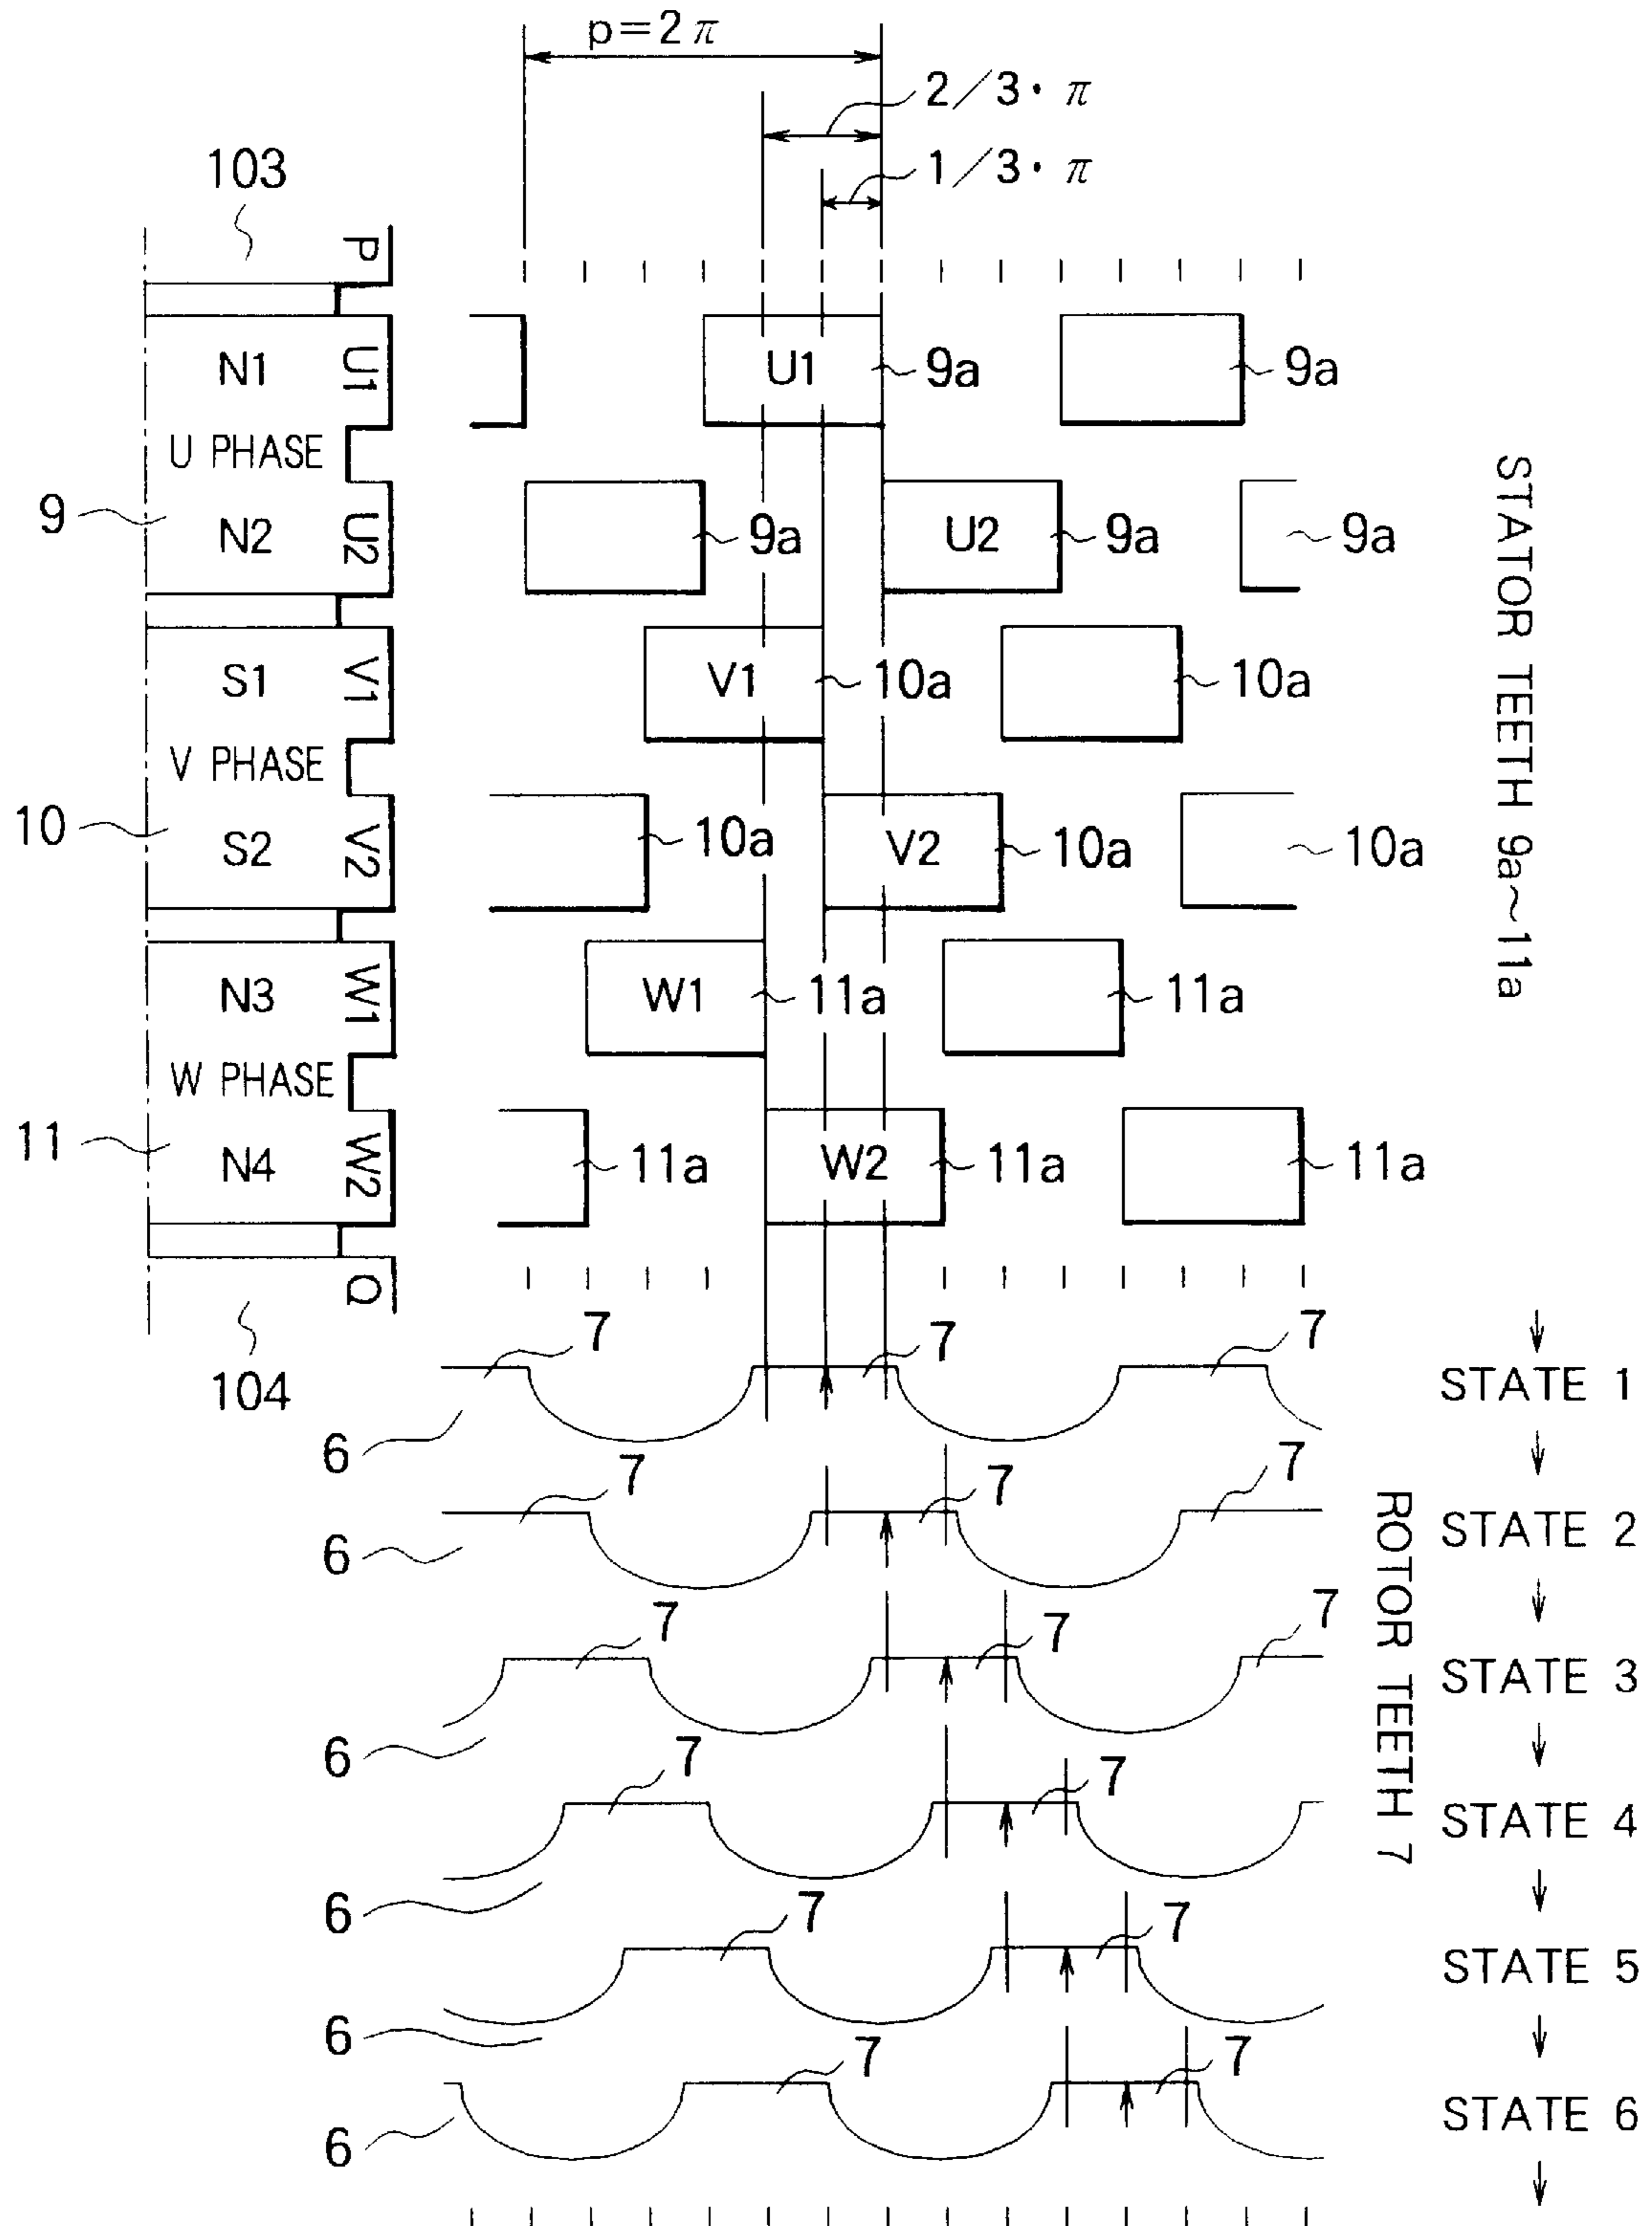 p=2π
2/3・π
1/3・π
103
P
N1 U1 U1 9a 9a
U PHASE
9 N2 U2 9a U2 9a 9a
S1 V1 V1 10a 10a
V PHASE
10 S2 V2 10a V2 10a 10a
N3 W1 W1 11a 11a
W PHASE
11 N4 W2 11a W2 11a 11a
Q
104
STATOR TEETH 9a~11a
7 7 7
6 STATE 1
7 7 7
6 STATE 2
7 7 7
6 STATE 3
7 7
6 STATE 4
7 7
6 STATE 5
7 7
6 STATE 6
ROTOR TEETH 7